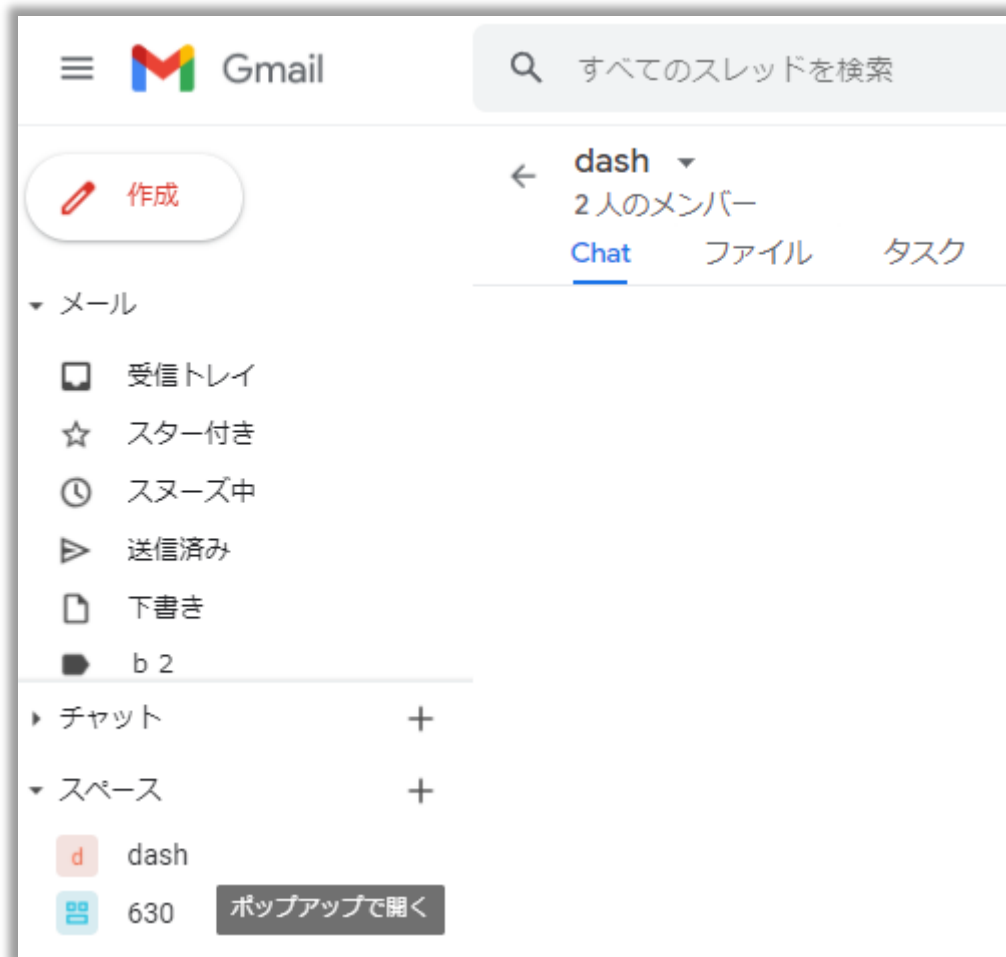 Gmail
すべてのスレッドを検索
作成
メール
受信トレイ
スター付き
スヌーズ中
送信済み
下書き
ｂ２
チャット
スペース
d dash
630
ポップアップで開く
dash
2 人のメンバー
Chat ファイル タスク